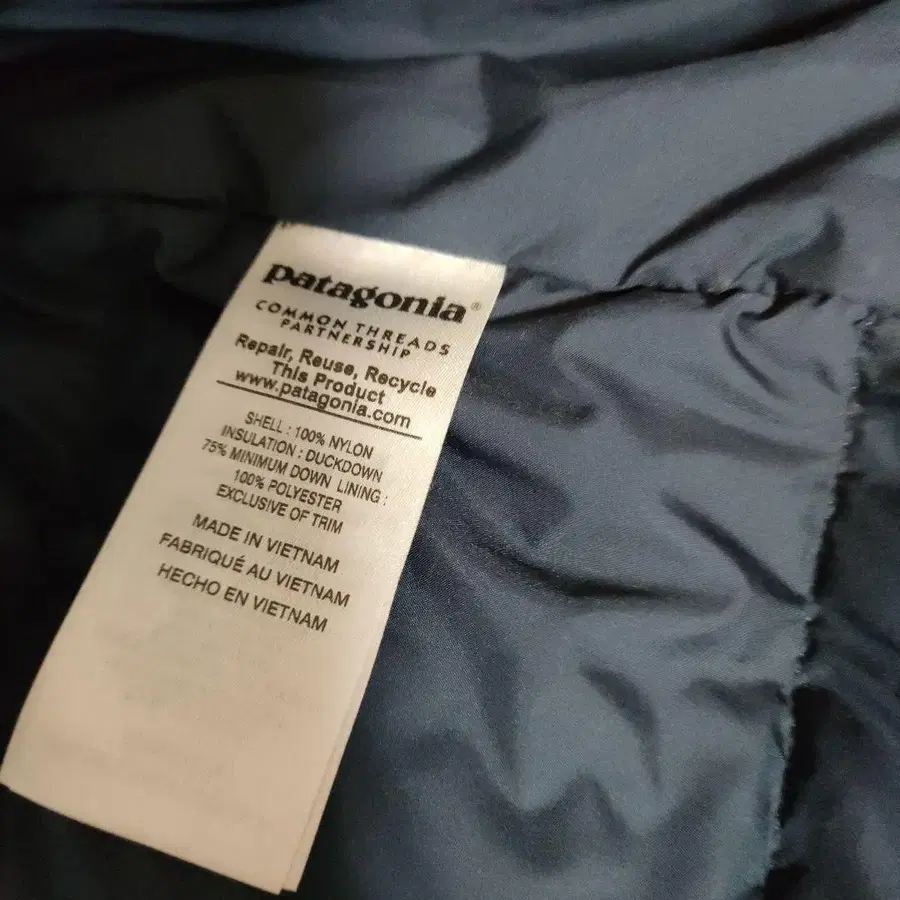 patagonia®
COMMON THREADS
PARTNERSHIP
Repair, Reuse, Recycle
This Product
www.patagonia.com
SHELL : 100% NYLON
INSULATION : DUCKDOWN
75% MINIMUM DOWN LINING :
100% POLYESTER
EXCLUSIVE OF TRIM
MADE IN VIETNAM
FABRIQUÉ AU VIETNAM
HECHO EN VIETNAM